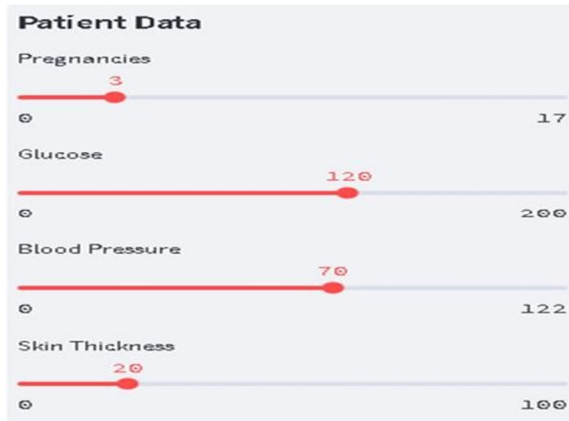 Patient Data
Pregnancies
3
0 17
Glucose
120
0 200
Blood Pressure
70
0 122
Skin Thickness
20
0 100